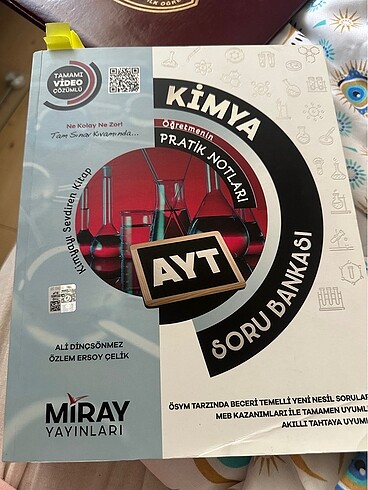 TAMAMI
VİDEO
ÇÖZÜMLÜ
KİMYA
Ne Kolay Ne Zor!
Tam Sınav Kıvamında...
Öğretmenin
PRATİK NOTLARI
Kimyayı Sevdiren Kitap
AYT
SORU BANKASI
ALİ DİNÇSÖNMEZ
ÖZLEM ERSOY ÇELİK
MİRAY
YAYINLARI
ÖSYM TARZINDA BECERİ TEMELLİ YENİ NESİL SORULAR
MEB KAZANIMLARI İLE TAMAMEN UYUMLU
AKILLI TAHTAYA UYUML